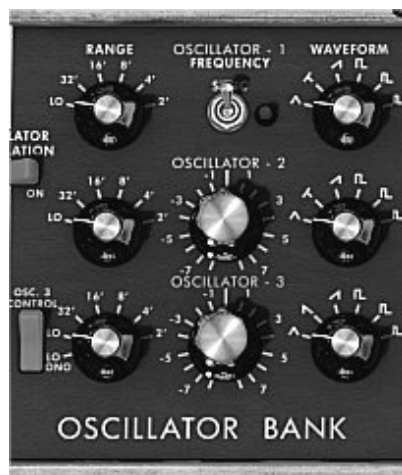 RANGE
OSCILLATOR - 1
FREQUENCY
WAVEFORM
LO 32' 16' 8' 4' 2'
LATOR
LATION
ON
OSCILLATOR - 2
LO 32' 16' 8' 4' 2'
-7 -5 -3 -1 1 3 5 7
OSCILLATOR - 3
OSC. 3
CONTROL
LO 32' 16' 8' 4' 2'
LO
ONO
-7 -5 -3 -1 1 3 5 7
OSCILLATOR BANK